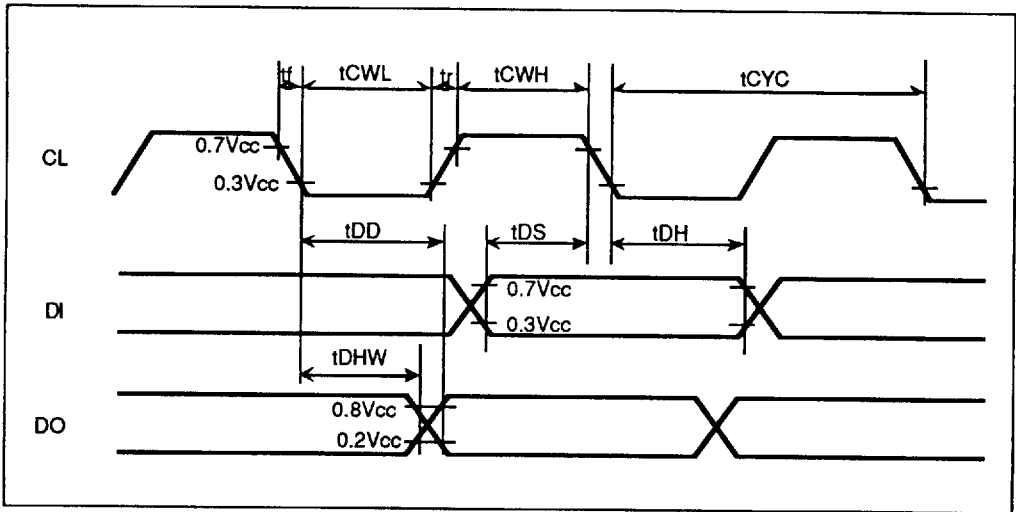 tf tCWL tr tCWH tCYC
CL
0.7Vcc
0.3Vcc
tDD tDS tDH
DI
0.7Vcc
0.3Vcc
tDHW
DO
0.8Vcc
0.2Vcc